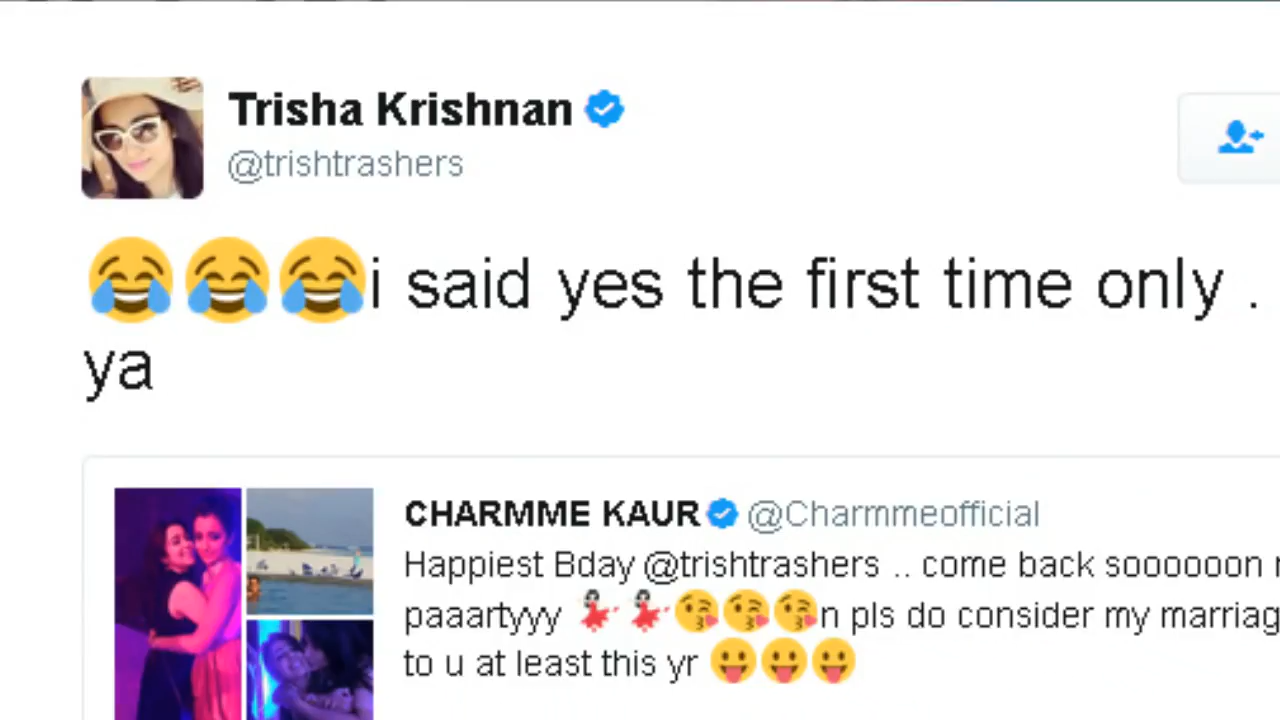 Trisha Krishnan
@trishtrashers
😂😂😂i said yes the first time only .
ya
CHARMME KAUR @Charmmeofficial
Happiest Bday @trishtrashers .. come back soooooon
paaartyyy 💃💃😘😘😘n pls do consider my marriag
to u at least this yr 😛😛😛